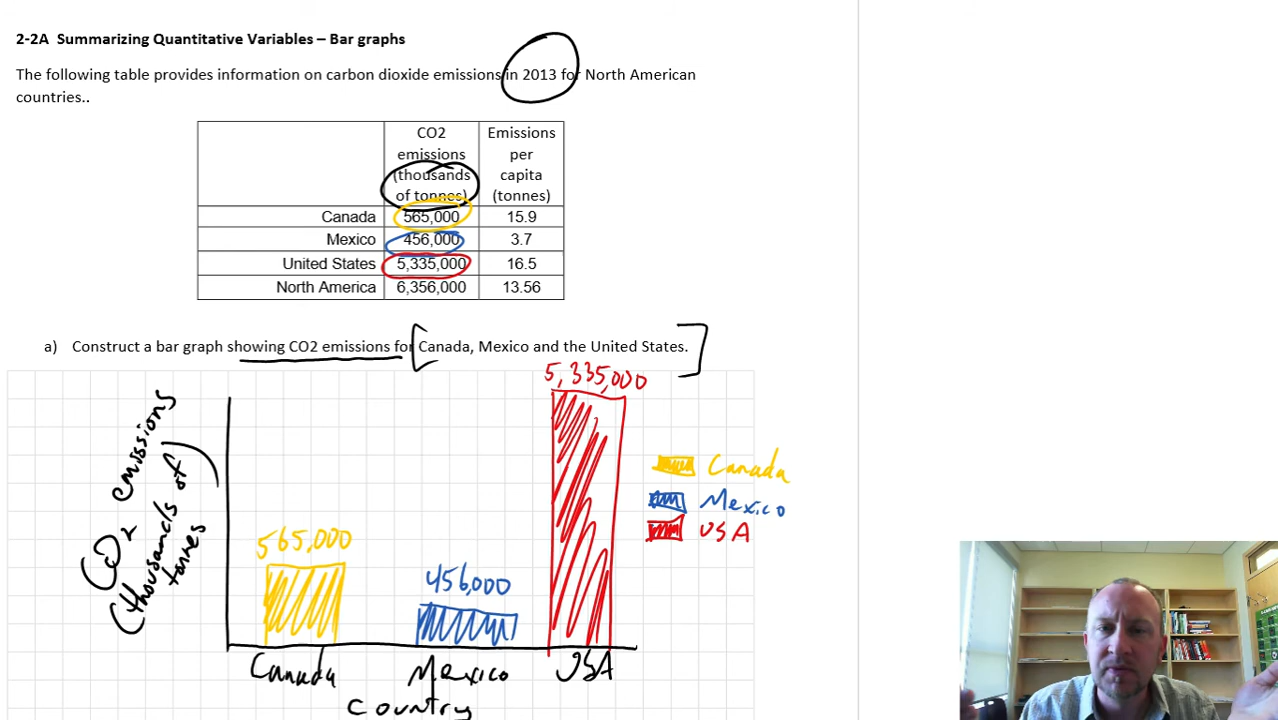 2-2A Summarizing Quantitative Variables – Bar graphs
The following table provides information on carbon dioxide emissions in 2013 for North American
countries..
CO2
emissions
(thousands
of tonnes)
Emissions
per
capita
(tonnes)
Canada 565,000 15.9
Mexico 456,000 3.7
United States 5,335,000 16.5
North America 6,356,000 13.56
a) Construct a bar graph showing CO2 emissions for Canada, Mexico and the United States.
CO2 emissions
(thousands of
tonnes
565,000
456,000
5,335,000
Canada
Mexico
USA
Canada Mexico USA
Country